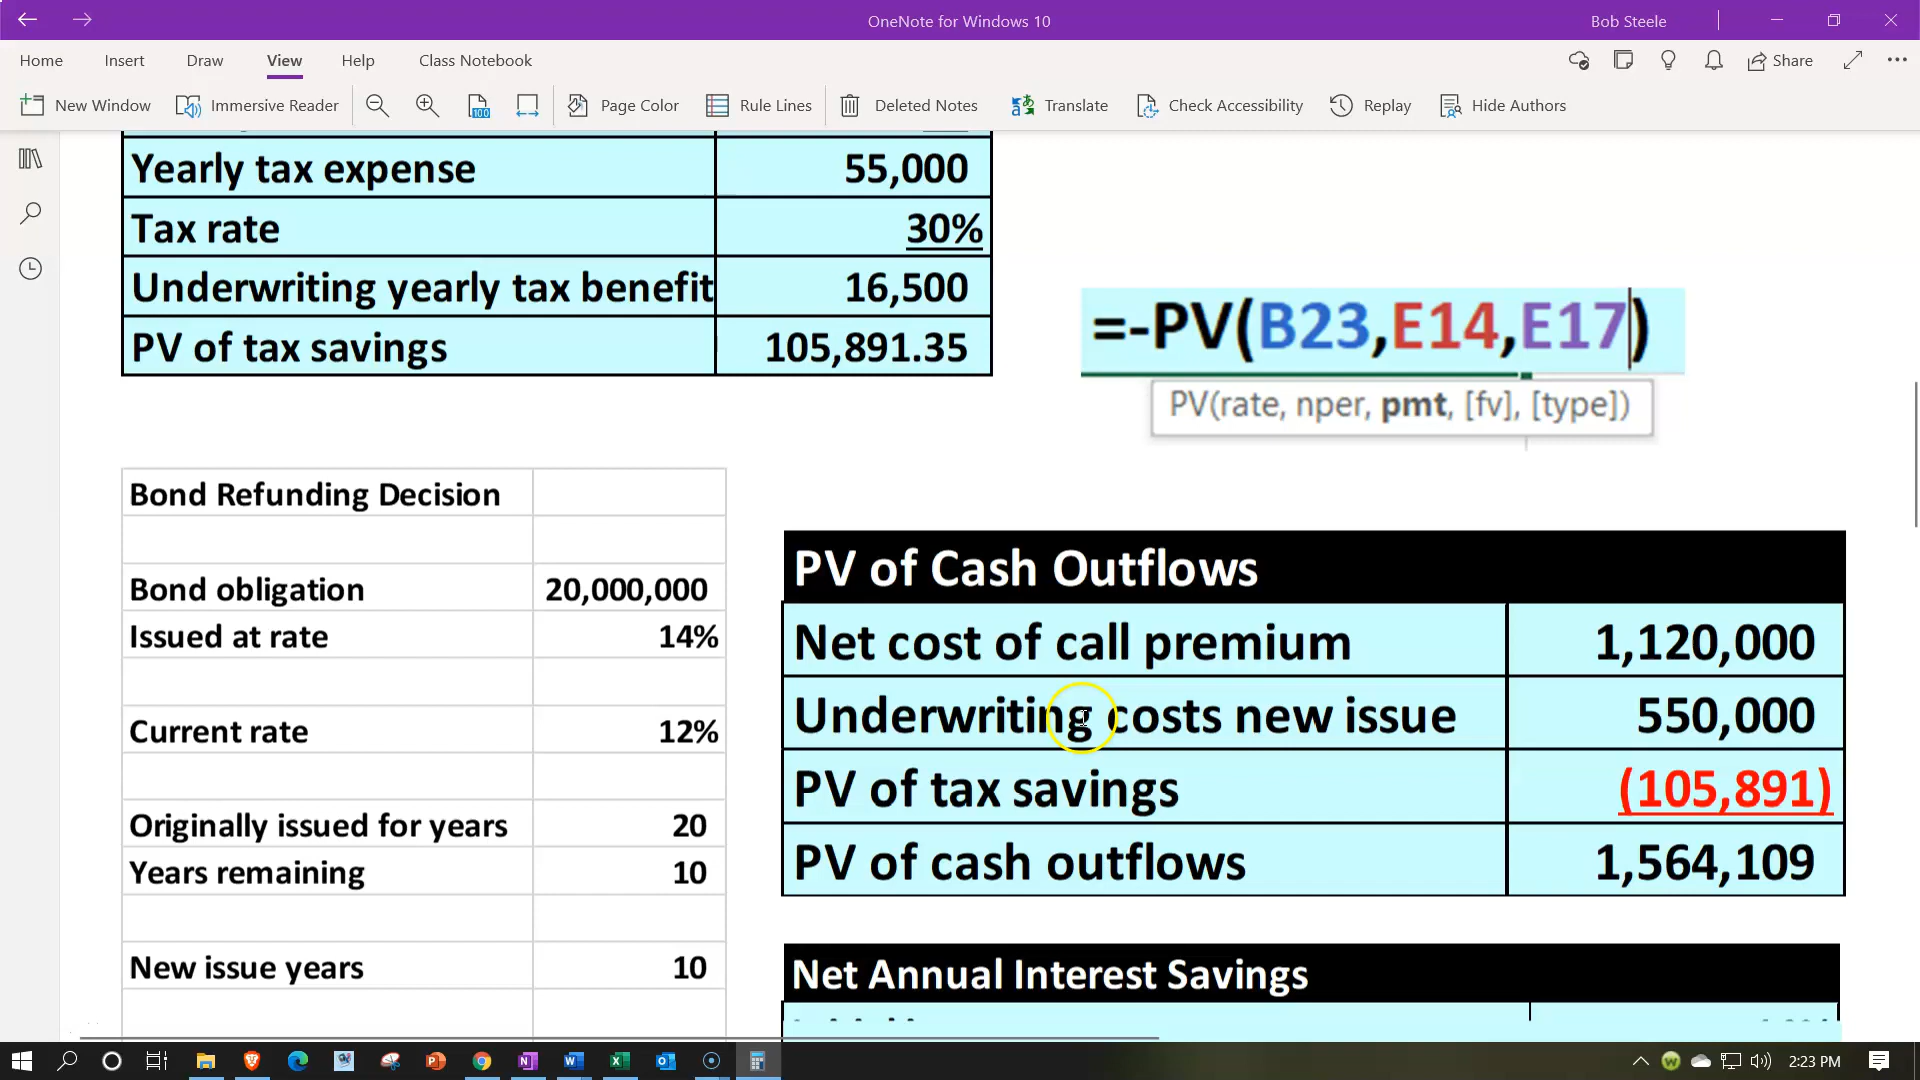 OneNote for Windows 10
Bob Steele
Home Insert Draw View Help Class Notebook
Share
New Window Immersive Reader 100 Page Color Rule Lines Deleted Notes Translate Check Accessibility Replay Hide Authors
Yearly tax expense 55,000
Tax rate 30%
Underwriting yearly tax benefit 16,500
PV of tax savings 105,891.35
=-PV(B23,E14,E17)
PV(rate, nper, pmt, [fv], [type])
Bond Refunding Decision
Bond obligation 20,000,000
Issued at rate 14%
Current rate 12%
Originally issued for years 20
Years remaining 10
New issue years 10
PV of Cash Outflows
Net cost of call premium 1,120,000
Underwriting costs new issue 550,000
PV of tax savings (105,891)
PV of cash outflows 1,564,109
Net Annual Interest Savings
2:23 PM